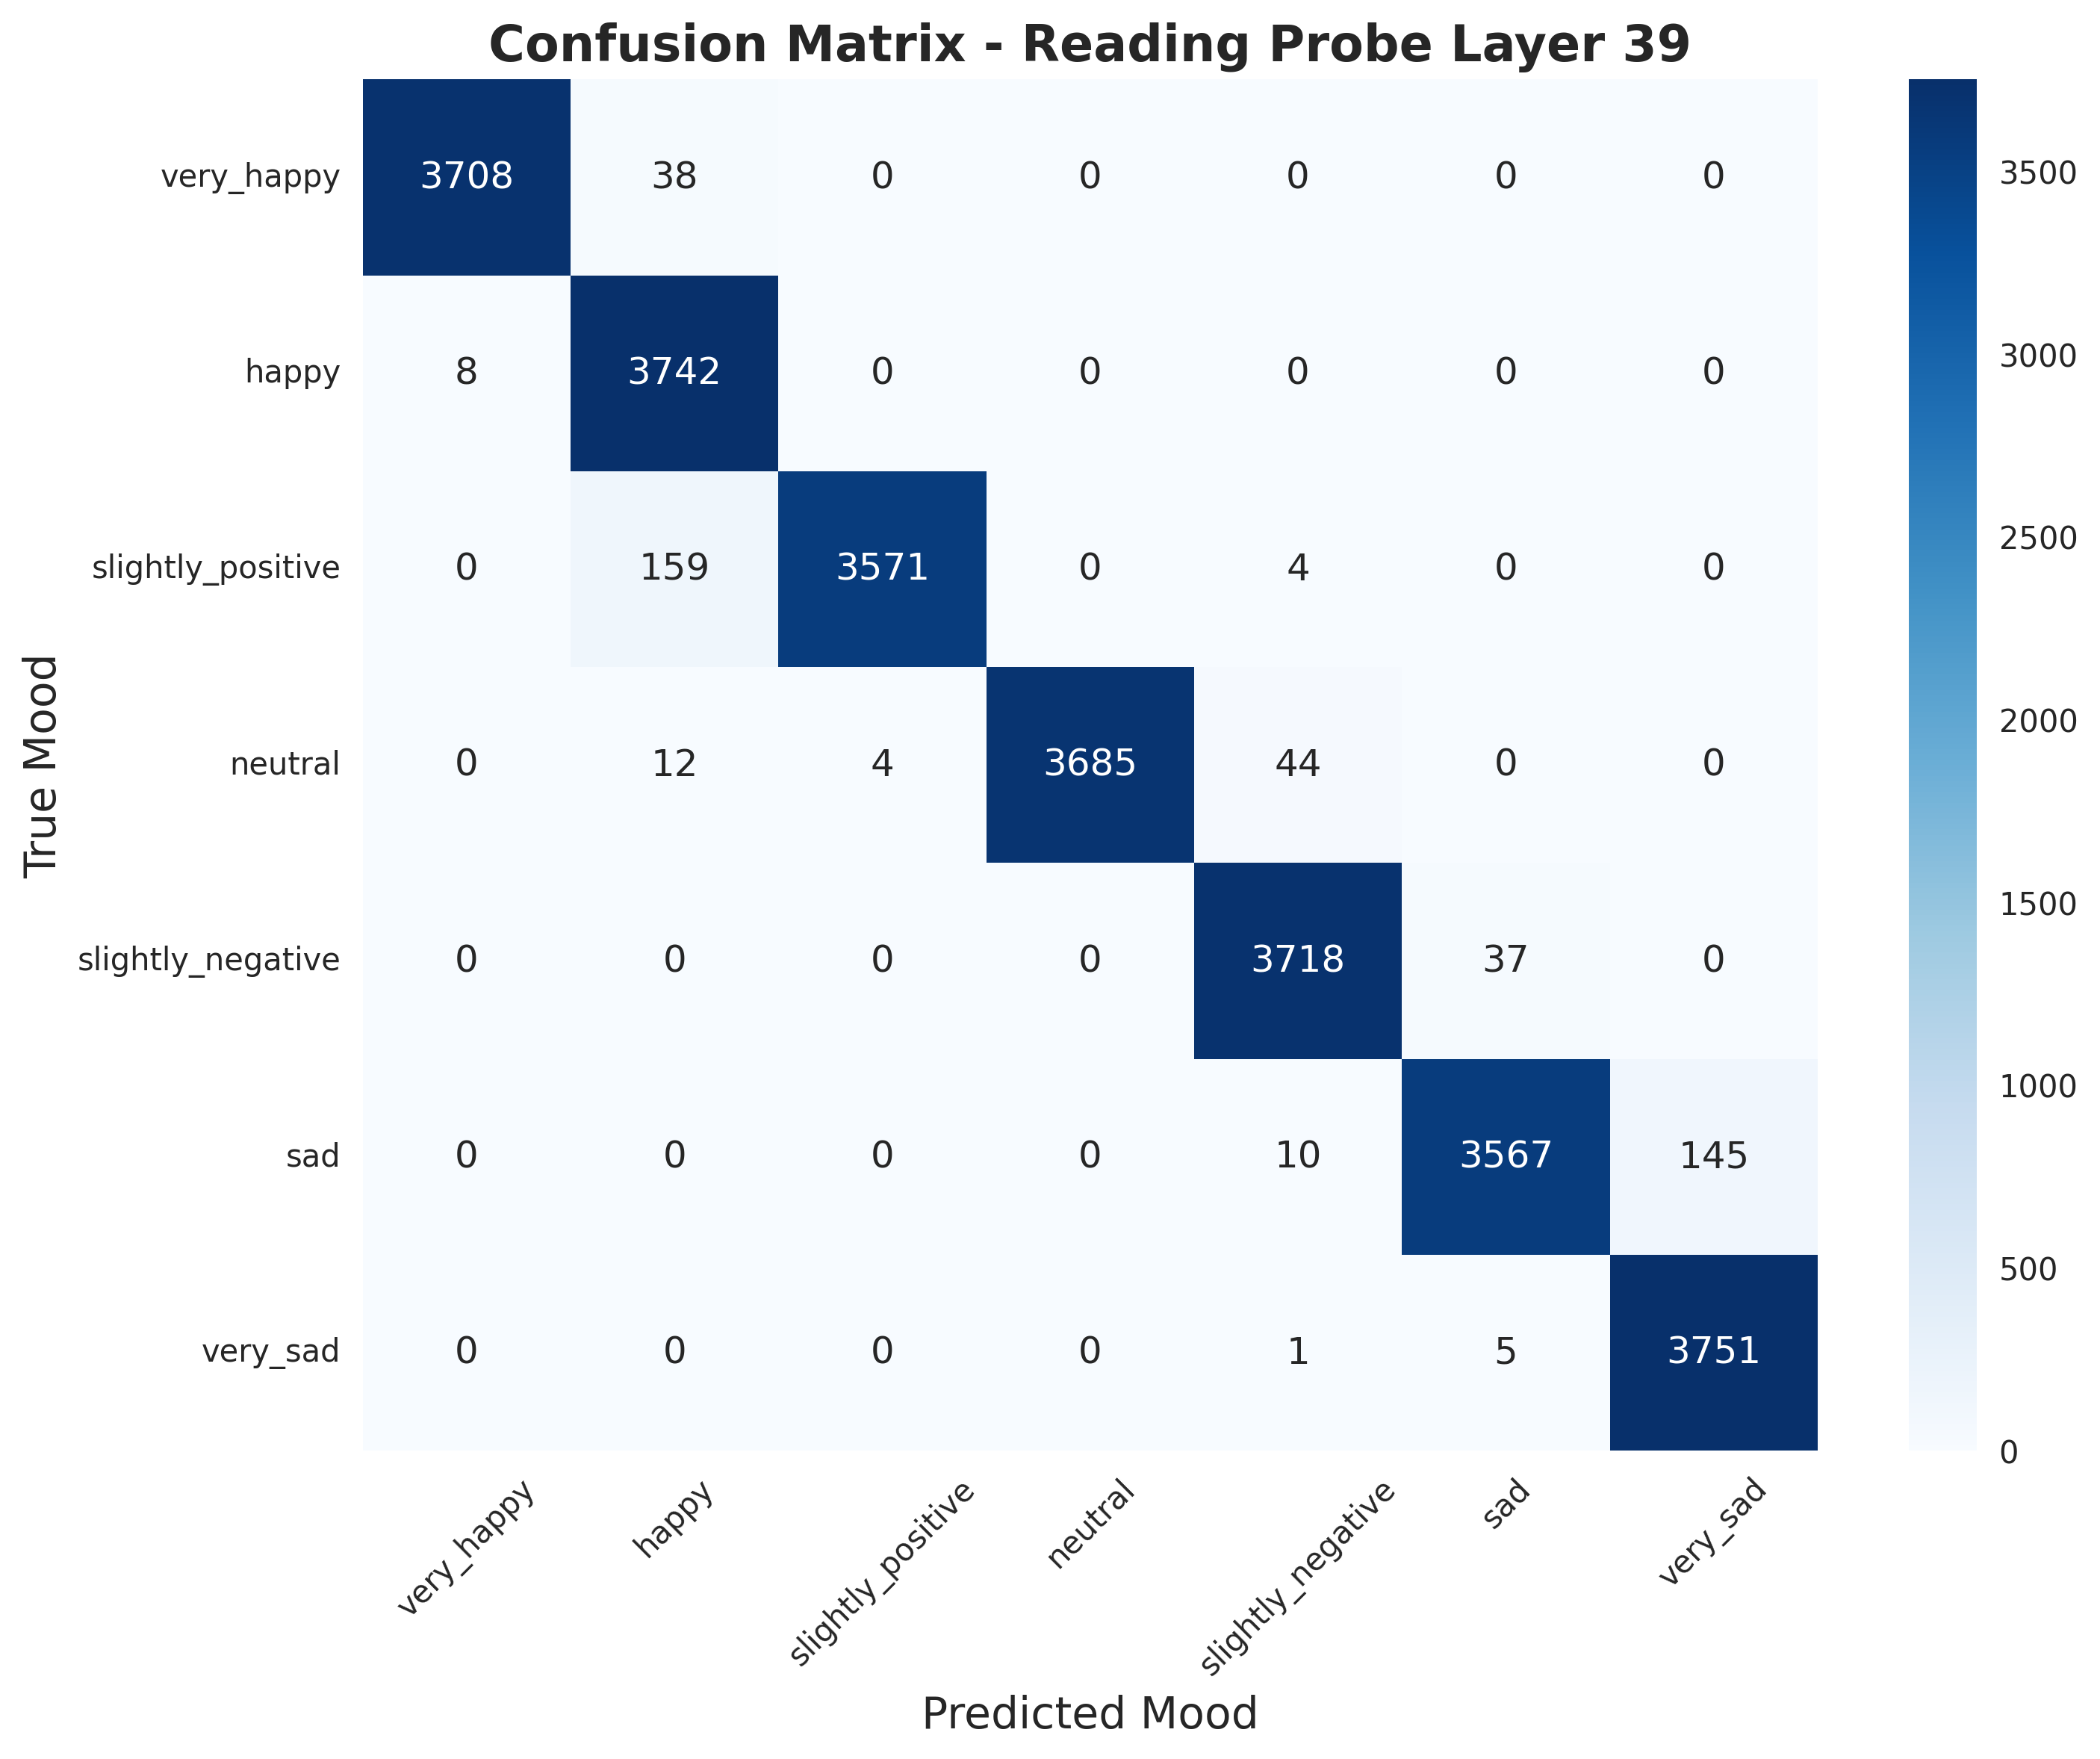 Confusion Matrix - Reading Probe Layer 39
very_happy 3708 38 0 0 0 0 0
happy 8 3742 0 0 0 0 0
slightly_positive 0 159 3571 0 4 0 0
neutral 0 12 4 3685 44 0 0
slightly_negative 0 0 0 0 3718 37 0
sad 0 0 0 0 10 3567 145
very_sad 0 0 0 0 1 5 3751
True Mood
very_happy happy slightly_positive neutral slightly_negative sad very_sad
Predicted Mood
3500
3000
2500
2000
1500
1000
500
0